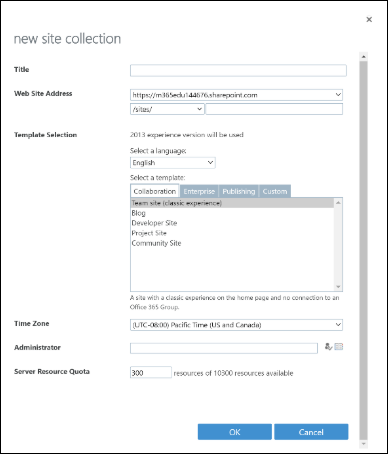 new site collection
Title
Web Site Address
https://m365edu144676.sharepoint.com
/sites/
Template Selection
2013 experience version will be used
Select a language:
English
Select a template:
Collaboration Enterprise Publishing Custom
Team site (classic experience)
Blog
Developer Site
Project Site
Community Site
A site with a classic experience on the home page and no connection to an
Office 365 Group.
Time Zone
(UTC-08:00) Pacific Time (US and Canada)
Administrator
Server Resource Quota
300 resources of 10300 resources available
OK Cancel